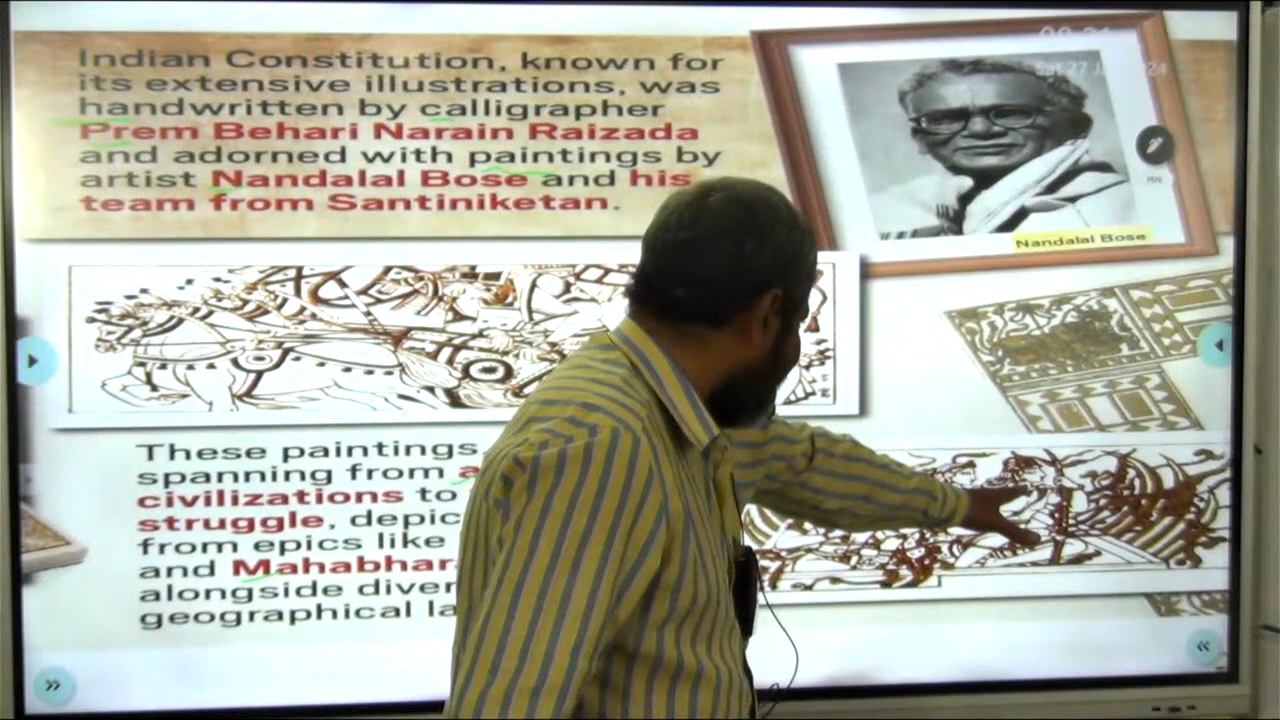 Indian Constitution, known for
its extensive illustrations, was
handwritten by calligrapher
Prem Behari Narain Raizada
and adorned with paintings by
artist Nandalal Bose and his
team from Santiniketan.
Nandalal Bose
PEN
These paintings
spanning from
civilizations to
struggle, depic
from epics like
and Mahabhar
alongside diver
geographical la